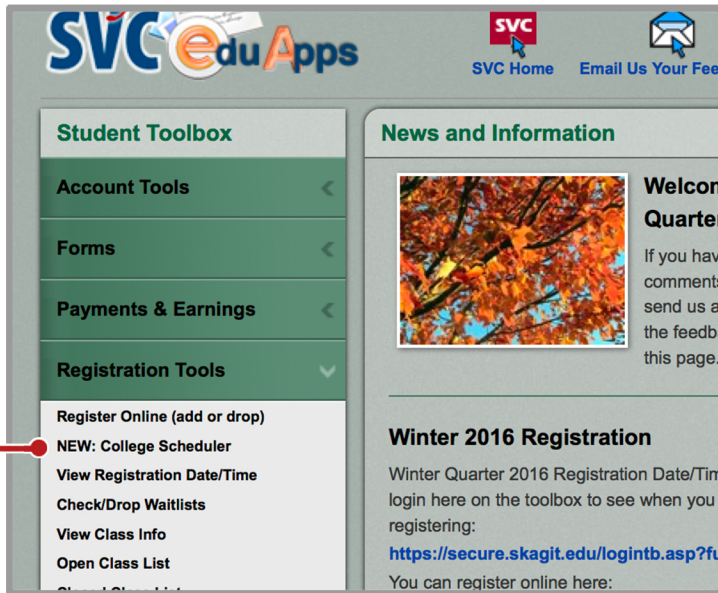 SVC eduApps
SVC
SVC Home
Email Us Your Fee
Student Toolbox
Account Tools
Forms
Payments & Earnings
Registration Tools
Register Online (add or drop)
NEW: College Scheduler
View Registration Date/Time
Check/Drop Waitlists
View Class Info
Open Class List
News and Information
Welcom
Quarter
If you hav
comments
send us a
the feedb
this page.
Winter 2016 Registration
Winter Quarter 2016 Registration Date/Tim
login here on the toolbox to see when you
registering:
https://secure.skagit.edu/logintb.asp?fu
You can register online here: